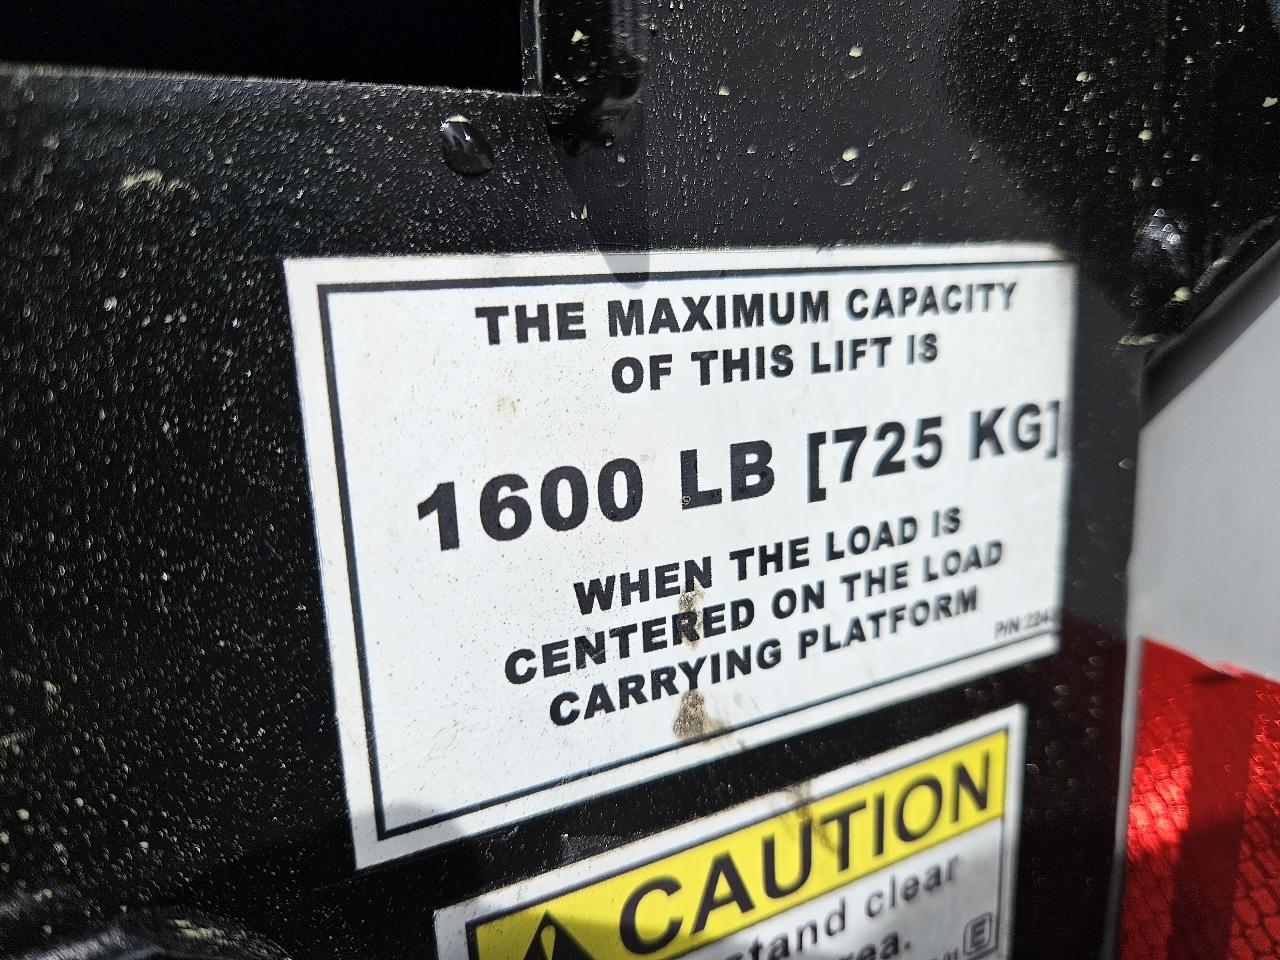 THE MAXIMUM CAPACITY
OF THIS LIFT IS
1600 LB [725 KG]
WHEN THE LOAD IS
CENTERED ON THE LOAD
CARRYING PLATFORM
P/N
CAUTION
stand clear
E